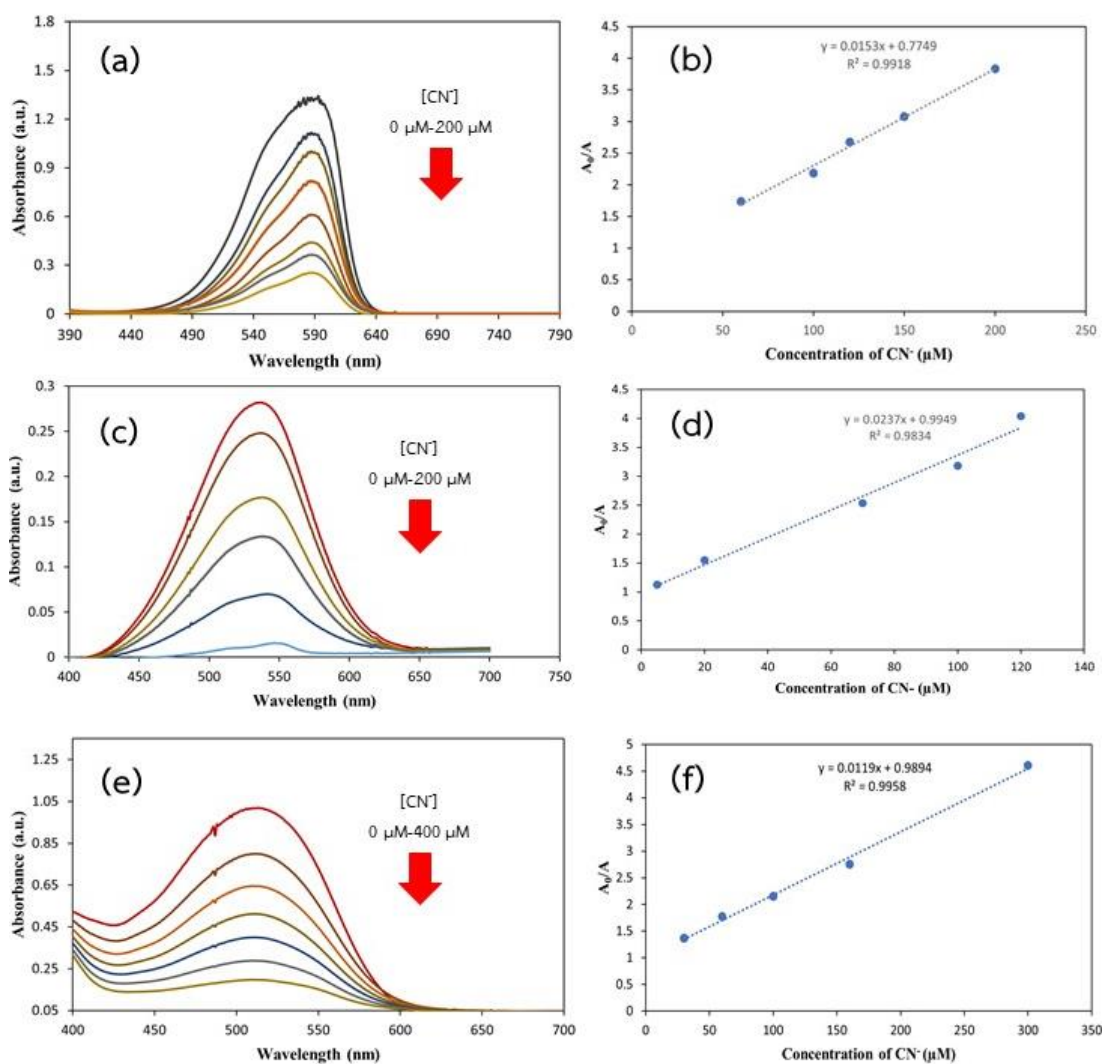 (a)
[CN⁻]
0 µM-200 µM
Absorbance (a.u.)
1.8
1.5
1.2
0.9
0.6
0.3
0
390 440 490 540 590 640 690 740 790
Wavelength (nm)
(b)
y = 0.0153x + 0.7749
R² = 0.9918
A₀/A
4.5
4
3.5
3
2.5
2
1.5
1
0.5
0
0 50 100 150 200 250
Concentration of CN⁻ (µM)
(c)
[CN⁻]
0 µM-200 µM
Absorbance (a.u.)
0.3
0.25
0.2
0.15
0.1
0.05
0
400 450 500 550 600 650 700 750
Wavelength (nm)
(d)
y = 0.0237x + 0.9949
R² = 0.9834
A₀/A
4.5
4
3.5
3
2.5
2
1.5
1
0.5
0
0 20 40 60 80 100 120 140
Concentration of CN- (µM)
(e)
[CN⁻]
0 µM-400 µM
Absorbance (a.u.)
1.25
1.05
0.85
0.65
0.45
0.25
0.05
400 450 500 550 600 650 700
Wavelength (nm)
(f)
y = 0.0119x + 0.9894
R² = 0.9958
A₀/A
5
4.5
4
3.5
3
2.5
2
1.5
1
0.5
0
0 50 100 150 200 250 300 350
Concentration of CN⁻ (µM)